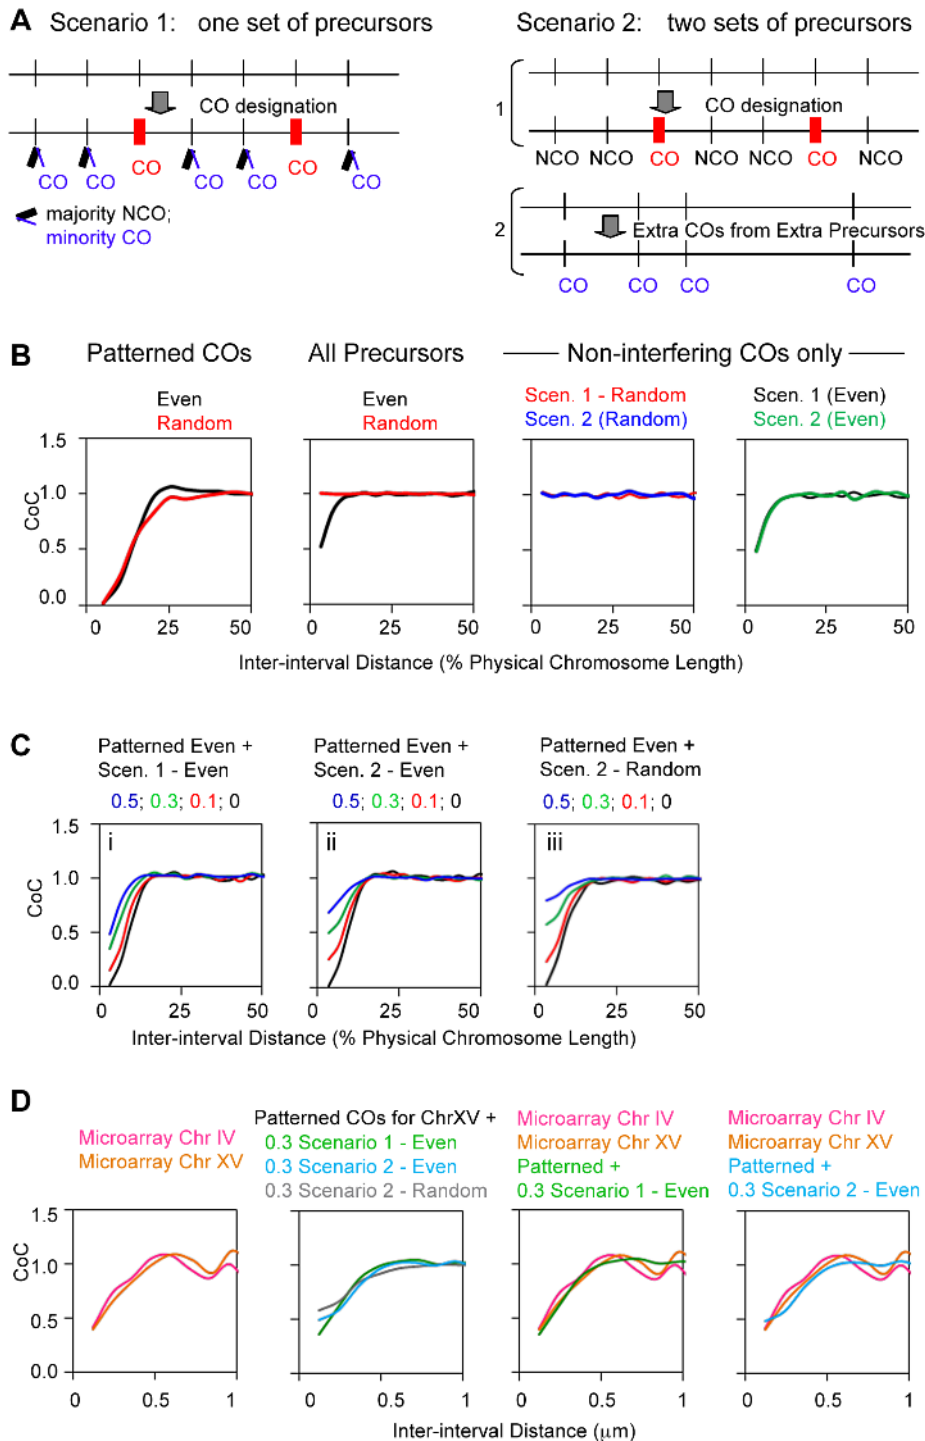 A
Scenario 1: one set of precursors
CO designation
CO CO CO CO CO CO CO
majority NCO;
minority CO
Scenario 2: two sets of precursors
1
CO designation
NCO NCO CO NCO NCO CO NCO
2
Extra COs from Extra Precursors
CO CO CO CO
B
Patterned COs
All Precursors
Non-interfering COs only
Even
Random
Even
Random
Scen. 1 - Random
Scen. 2 (Random)
Scen. 1 (Even)
Scen. 2 (Even)
CoC
1.5
1.0
0.5
0.0
0 25 50
0 25 50
0 25 50
0 25 50
Inter-interval Distance (% Physical Chromosome Length)
C
Patterned Even +
Scen. 1 - Even
0.5; 0.3; 0.1; 0
Patterned Even +
Scen. 2 - Even
0.5; 0.3; 0.1; 0
Patterned Even +
Scen. 2 - Random
0.5; 0.3; 0.1; 0
i
ii
iii
CoC
1.5
1.0
0.5
0.0
0 25 50
0 25 50
0 25 50
Inter-interval Distance (% Physical Chromosome Length)
D
Microarray Chr IV
Microarray Chr XV
Patterned COs for ChrXV +
0.3 Scenario 1 - Even
0.3 Scenario 2 - Even
0.3 Scenario 2 - Random
Microarray Chr IV
Microarray Chr XV
Patterned +
0.3 Scenario 1 - Even
Microarray Chr IV
Microarray Chr XV
Patterned +
0.3 Scenario 2 - Even
CoC
1.5
1.0
0.5
0.0
0 0.5 1
0 0.5 1
0 0.5 1
0 0.5 1
Inter-interval Distance (μm)